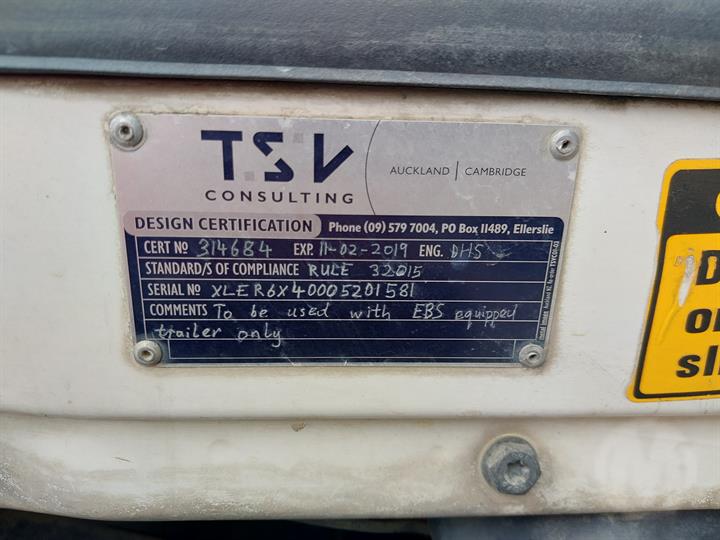 TSV
CONSULTING
AUCKLAND | CAMBRIDGE
DESIGN CERTIFICATION Phone (09) 579 7004, PO Box 11489, Ellerslie
CERT No 314684 EXP. 11-02-2019 ENG. DHS
STANDARD/S OF COMPLIANCE RULE 32015
SERIAL No XLER6X40005201581
COMMENTS To be used with EBS equipped
trailer only
D
o
sli